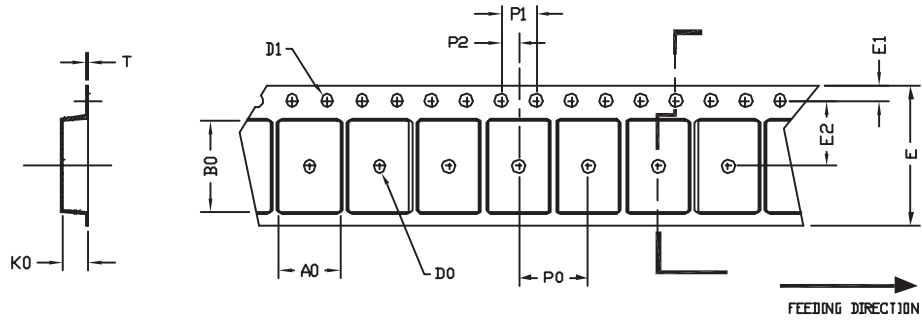 P1
P2
T
D1
E1
E2
E
B0
K0
A0
D0
P0
FEEDING DIRECTION